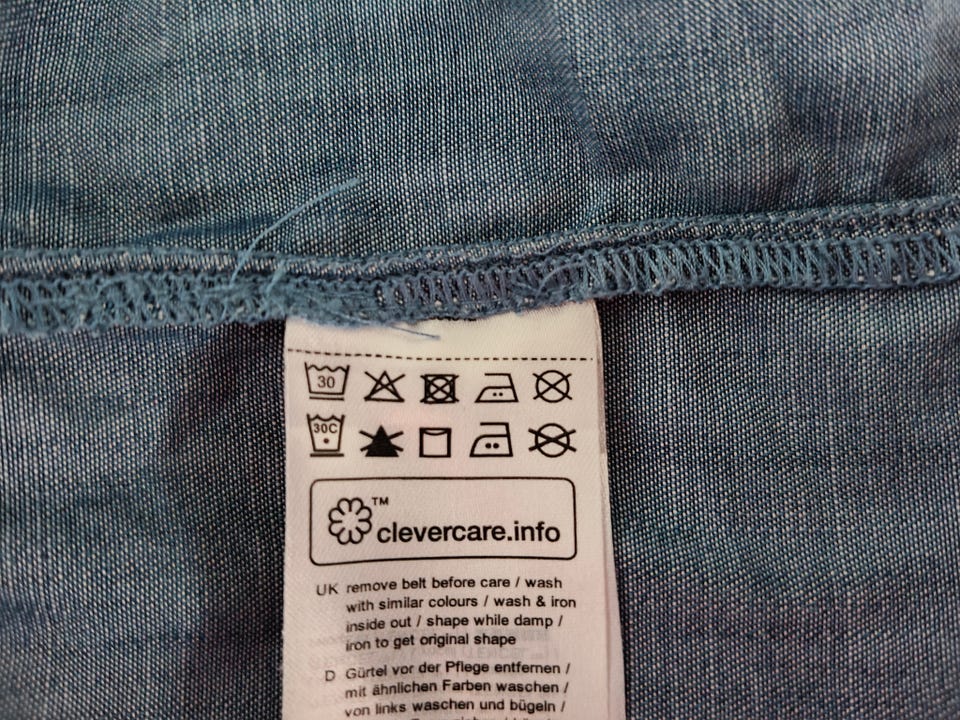 30
30C
TM
clevercare.info
UK remove belt before care / wash
with similar colours / wash & iron
inside out / shape while damp /
iron to get original shape
D Gürtel vor der Pflege entfernen /
mit ähnlichen Farben waschen /
von links waschen und bügeln /